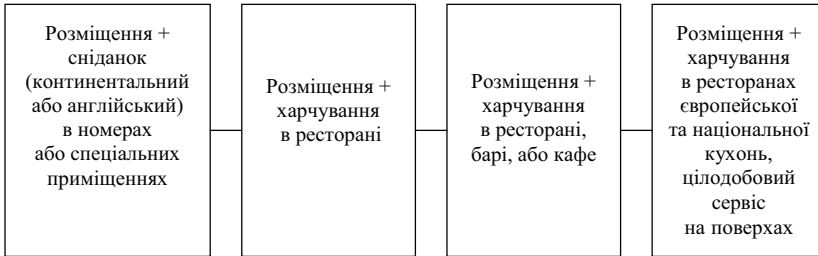 Розміщення +
сніданок
(континентальний
або англійський)
в номерах
або спеціальних
приміщеннях
Розміщення +
харчування
в ресторані
Розміщення +
харчування
в ресторані,
барі, або кафе
Розміщення +
харчування
в ресторанах
європейської
та національної
кухонь,
цілодобовий
сервіс
на поверхах